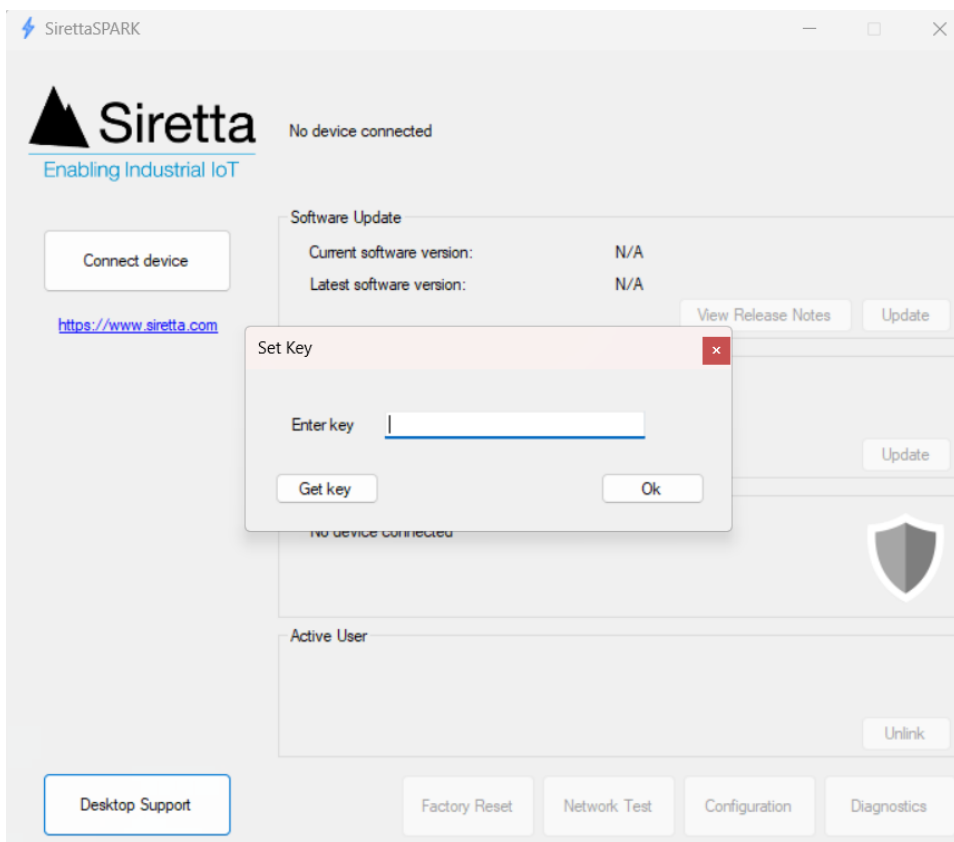 SirettaSPARK
Siretta
Enabling Industrial IoT
No device connected
Connect device
https://www.siretta.com
Software Update
Current software version: N/A
Latest software version: N/A
View Release Notes Update
Set Key
Enter key
Get key Ok
Update
No device connected
Active User
Unlink
Desktop Support Factory Reset Network Test Configuration Diagnostics